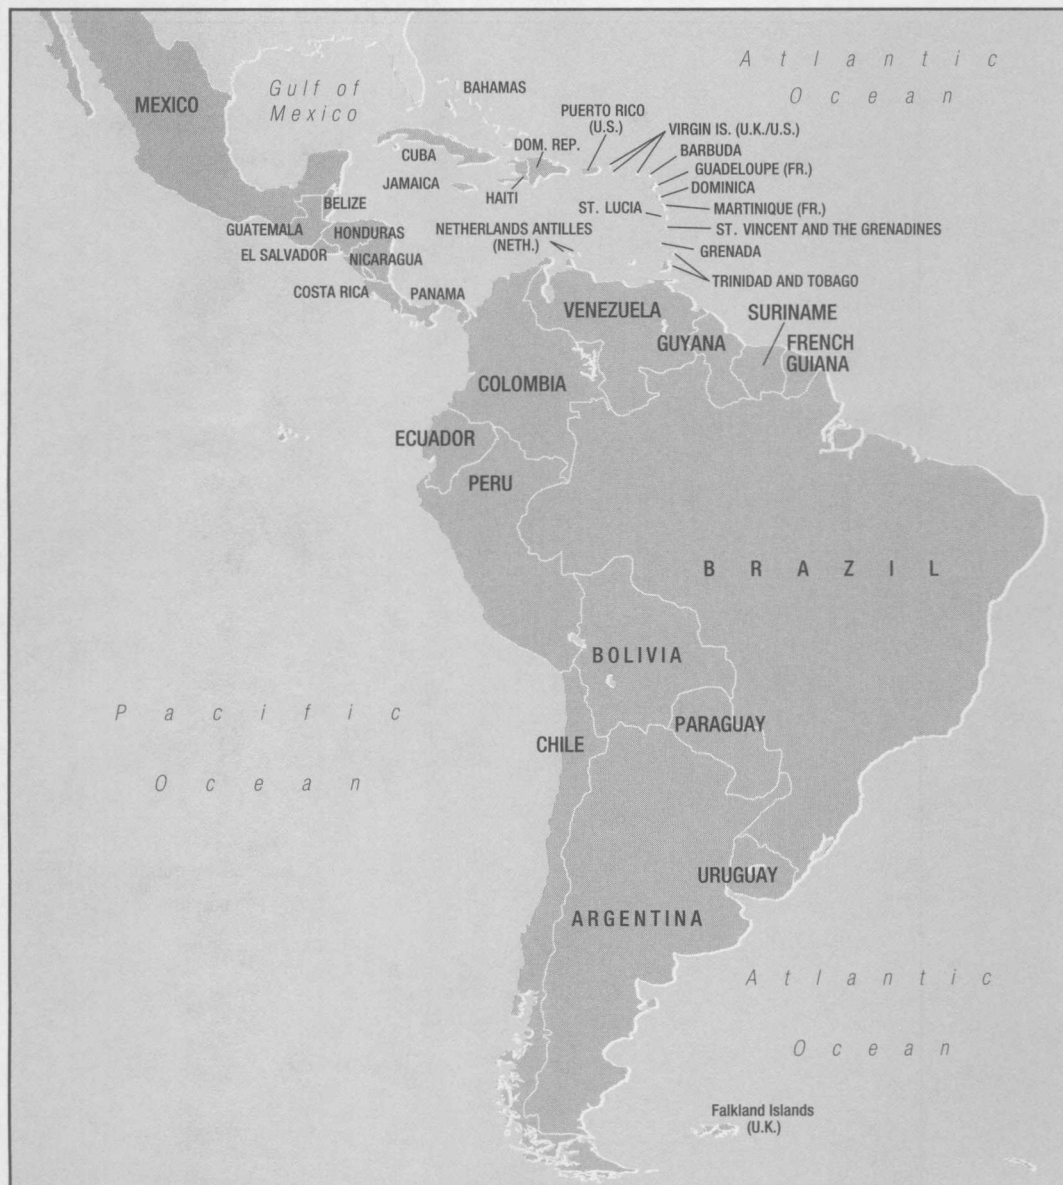 Atlantic
Ocean
Gulf of
Mexico
MEXICO
BAHAMAS
PUERTO RICO
(U.S.)
VIRGIN IS. (U.K./U.S.)
DOM. REP.
CUBA
BARBUDA
GUADELOUPE (FR.)
JAMAICA
DOMINICA
HAITI
BELIZE
ST. LUCIA
MARTINIQUE (FR.)
GUATEMALA
HONDURAS
NETHERLANDS ANTILLES
(NETH.)
ST. VINCENT AND THE GRENADINES
EL SALVADOR
NICARAGUA
GRENADA
COSTA RICA
PANAMA
TRINIDAD AND TOBAGO
VENEZUELA
SURINAME
GUYANA
FRENCH
GUIANA
COLOMBIA
ECUADOR
PERU
BRAZIL
BOLIVIA
Pacific
Ocean
PARAGUAY
CHILE
URUGUAY
ARGENTINA
Atlantic
Ocean
Falkland Islands
(U.K.)